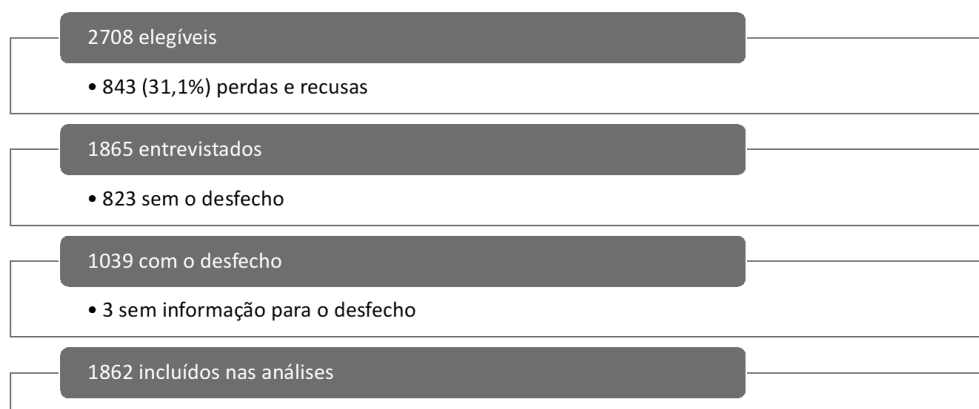 2708 elegíveis
• 843 (31,1%) perdas e recusas
1865 entrevistados
• 823 sem o desfecho
1039 com o desfecho
• 3 sem informação para o desfecho
1862 incluídos nas análises